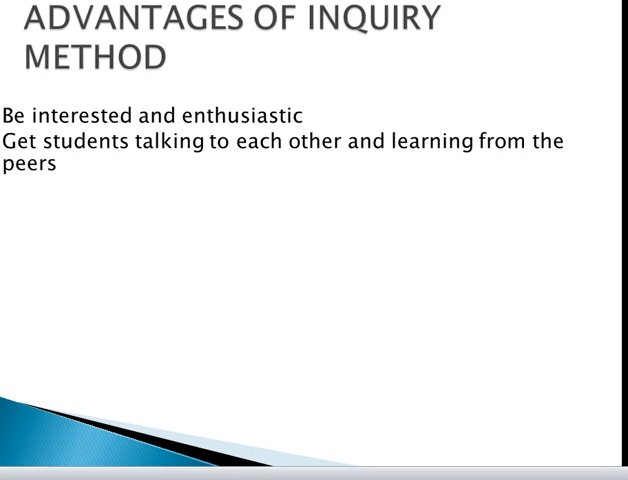 ADVANTAGES OF INQUIRY
METHOD
Be interested and enthusiastic
Get students talking to each other and learning from the
peers